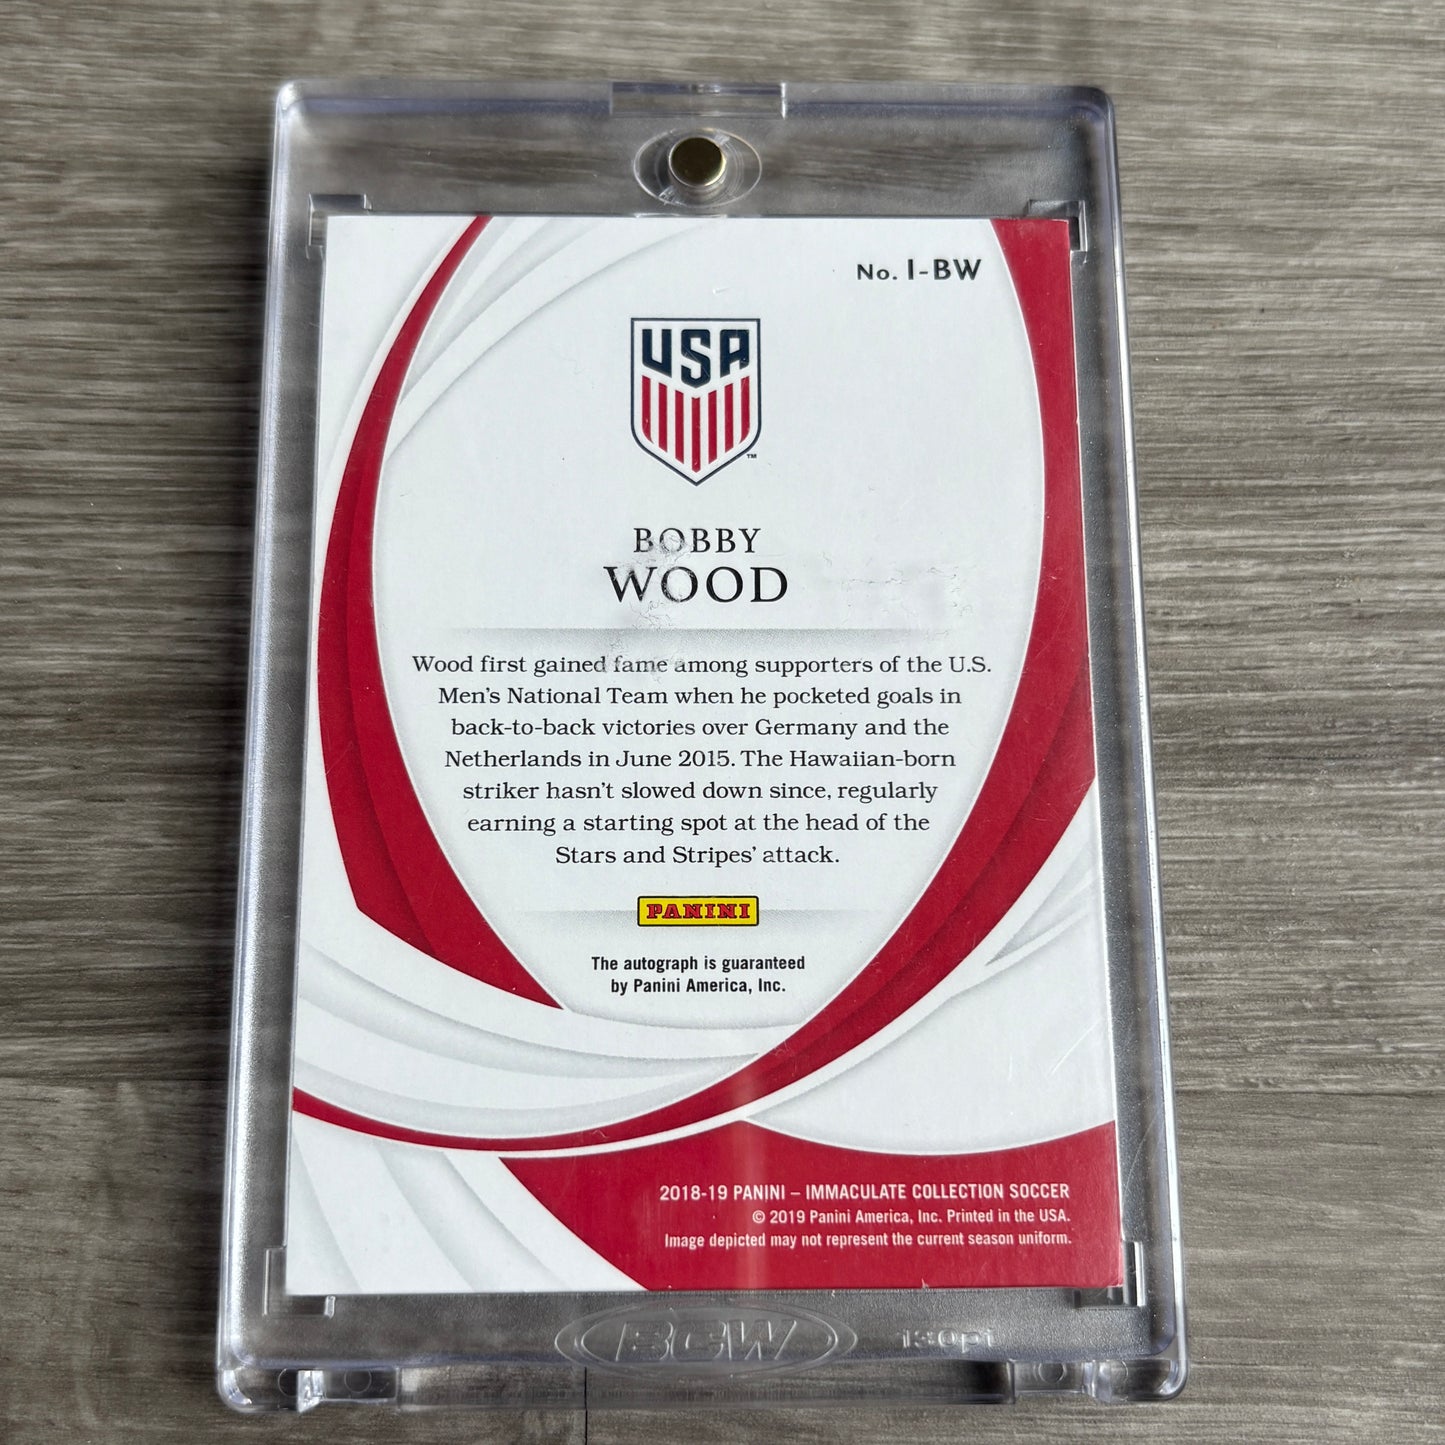 No. I-BW
USA
TM
BOBBY
WOOD
Wood first gained fame among supporters of the U.S.
Men's National Team when he pocketed goals in
back-to-back victories over Germany and the
Netherlands in June 2015. The Hawaiian-born
striker hasn't slowed down since, regularly
earning a starting spot at the head of the
Stars and Stripes' attack.
PANINI
The autograph is guaranteed
by Panini America, Inc.
2018-19 PANINI – IMMACULATE COLLECTION SOCCER
© 2019 Panini America, Inc. Printed in the USA.
Image depicted may not represent the current season uniform.
BCW 130pt